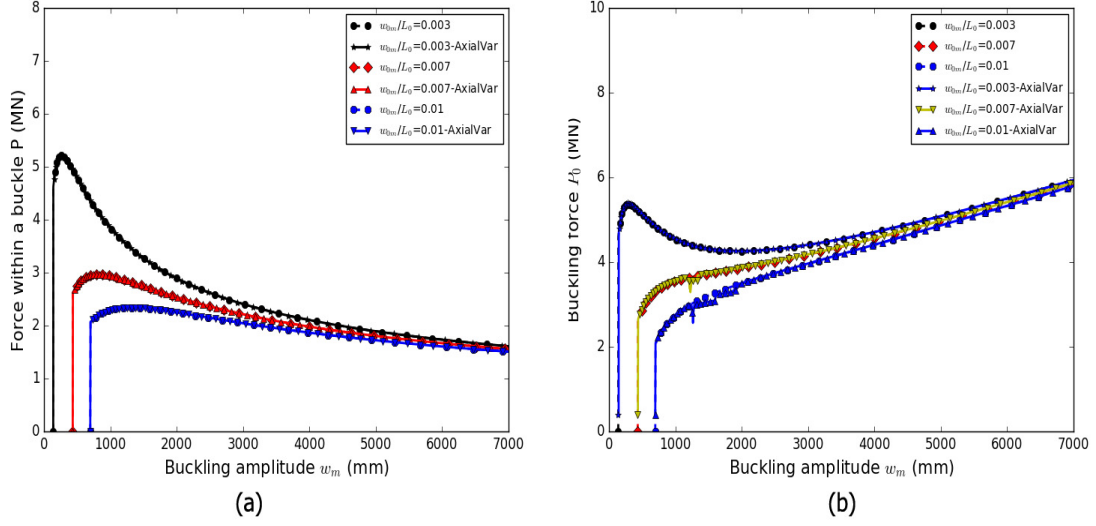 8
7
6
5
4
3
2
1
0
Force within a buckle P (MN)
w₀ₘ/L₀=0.003
w₀ₘ/L₀=0.003-AxialVar
w₀ₘ/L₀=0.007
w₀ₘ/L₀=0.007-AxialVar
w₀ₘ/L₀=0.01
w₀ₘ/L₀=0.01-AxialVar
0 1000 2000 3000 4000 5000 6000 7000
Buckling amplitude wₘ (mm)
(a)
10
8
6
4
2
0
Buckling force P₀ (MN)
w₀ₘ/L₀=0.003
w₀ₘ/L₀=0.007
w₀ₘ/L₀=0.01
w₀ₘ/L₀=0.003-AxialVar
w₀ₘ/L₀=0.007-AxialVar
w₀ₘ/L₀=0.01-AxialVar
0 1000 2000 3000 4000 5000 6000 7000
Buckling amplitude wₘ (mm)
(b)